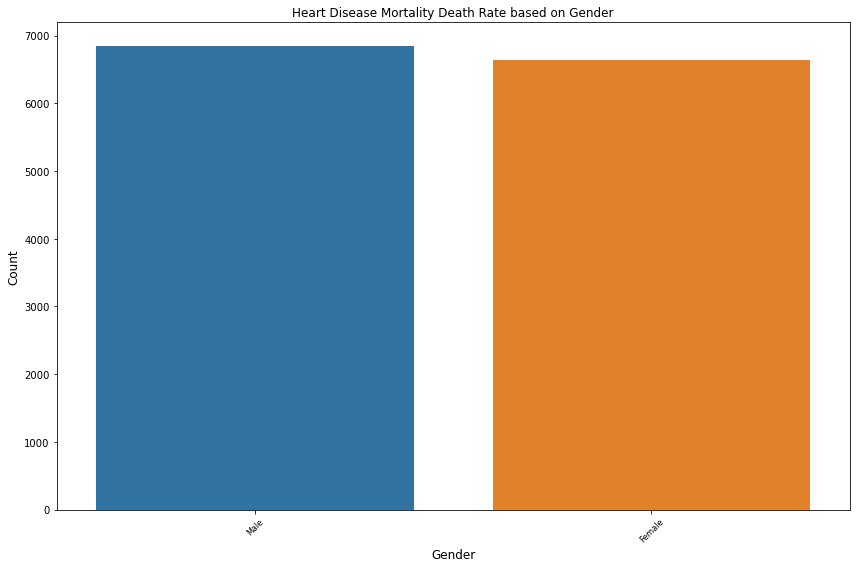 Heart Disease Mortality Death Rate based on Gender
7000
6000
5000
4000
3000
2000
1000
0
Count
Male
Female
Gender